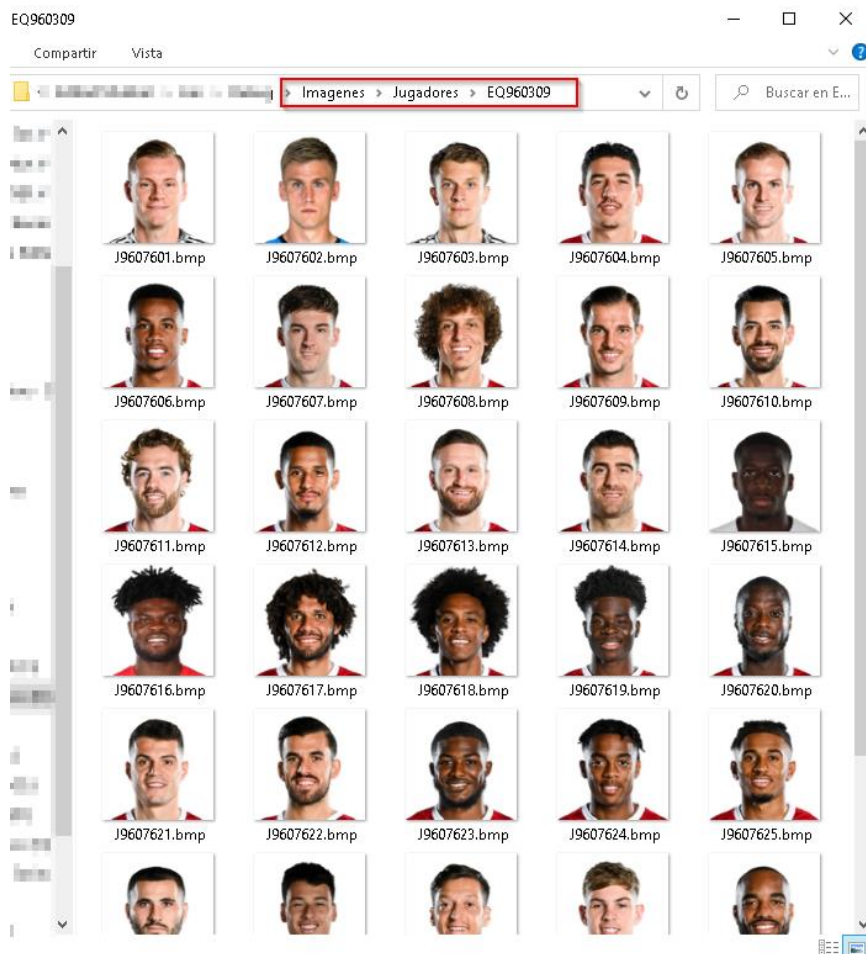 EQ960309
Compartir Vista
Imagenes > Jugadores > EQ960309
Buscar en E...
J9607601.bmp J9607602.bmp J9607603.bmp J9607604.bmp J9607605.bmp
J9607606.bmp J9607607.bmp J9607608.bmp J9607609.bmp J9607610.bmp
J9607611.bmp J9607612.bmp J9607613.bmp J9607614.bmp J9607615.bmp
J9607616.bmp J9607617.bmp J9607618.bmp J9607619.bmp J9607620.bmp
J9607621.bmp J9607622.bmp J9607623.bmp J9607624.bmp J9607625.bmp